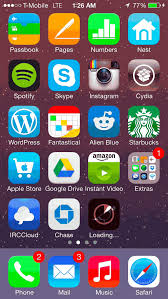 T-Mobile LTE 1:26 AM 77%
Passbook Pages Numbers Nest
Spotify Skype Instagram Cydia
WordPress Fantastical Alien Blue Starbucks
amazon
1
Apple Store Google Drive Instant Video Extras
IRCCloud Chase Loading...
2 2
Phone Mail Music Safari